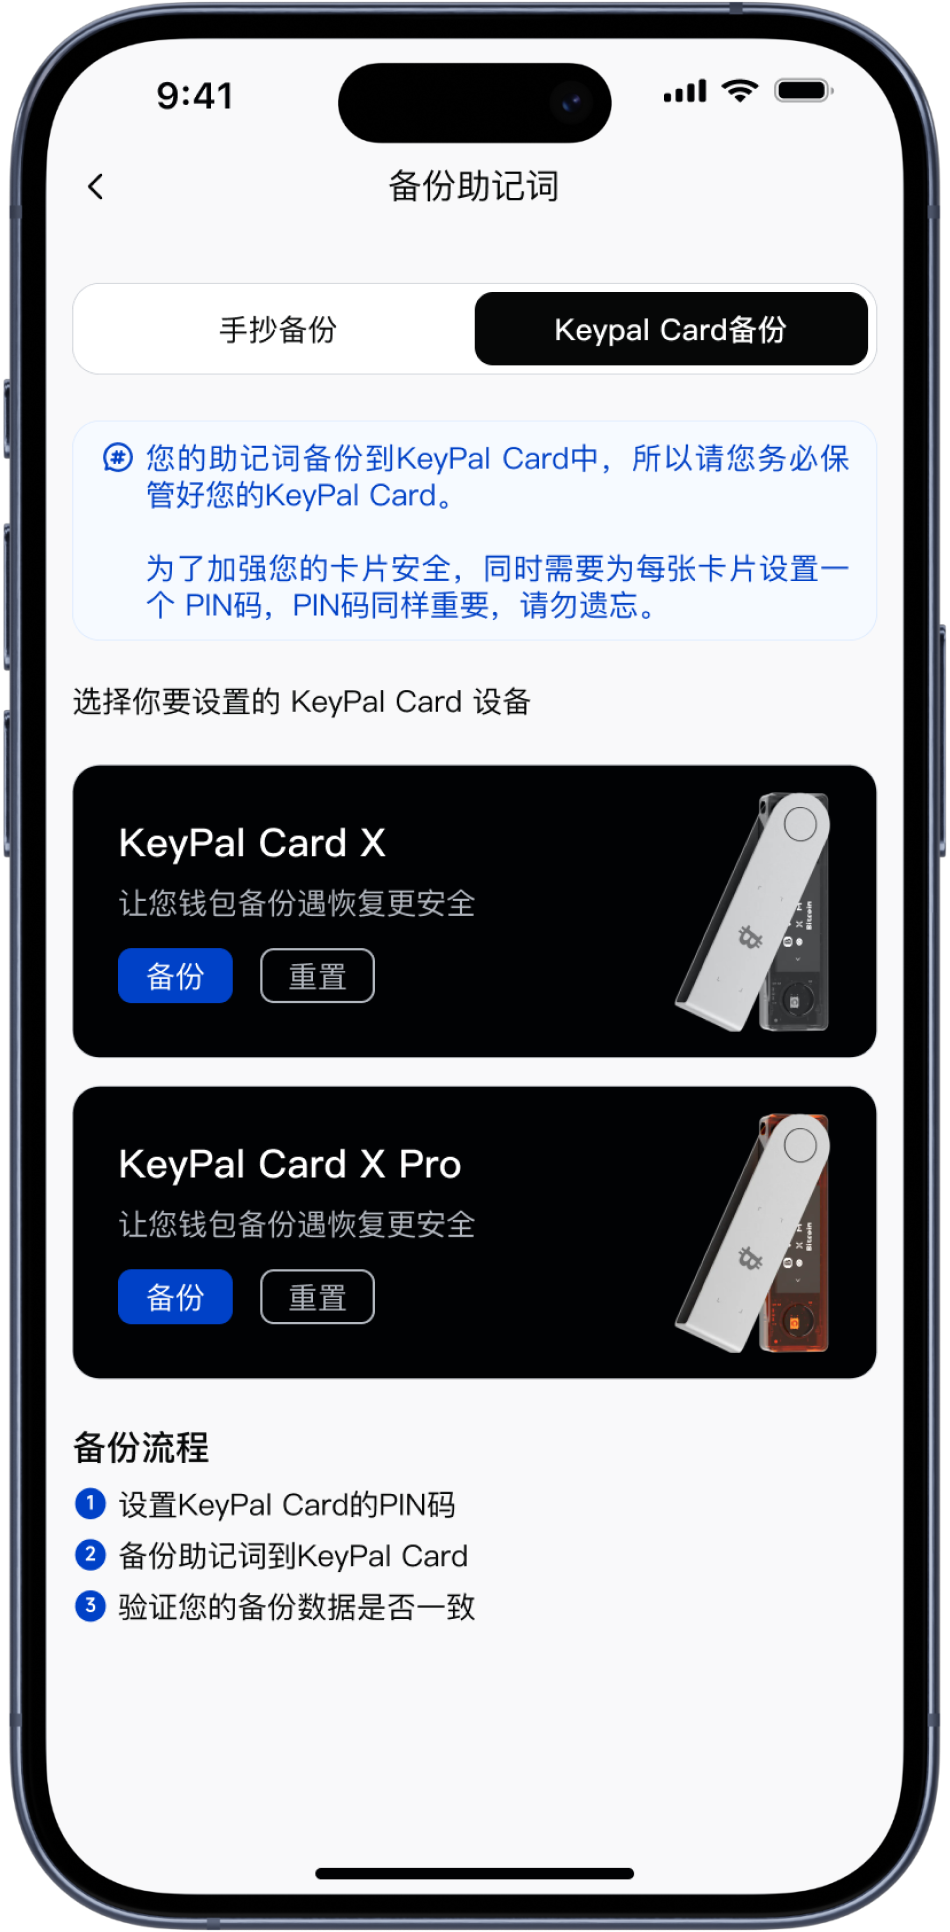 9:41
备份助记词
手抄备份
Keypal Card备份
您的助记词备份到KeyPal Card中，所以请您务必保
管好您的KeyPal Card。
为了加强您的卡片安全，同时需要为每张卡片设置一
个 PIN码，PIN码同样重要，请勿遗忘。
选择你要设置的 KeyPal Card 设备
KeyPal Card X
让您钱包备份遇恢复更安全
备份
重置
Bitcoin
KeyPal Card X Pro
让您钱包备份遇恢复更安全
备份
重置
Bitcoin
备份流程
1 设置KeyPal Card的PIN码
2 备份助记词到KeyPal Card
3 验证您的备份数据是否一致